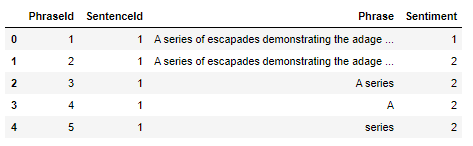 PhraseId SentenceId Phrase Sentiment
0 1 1 A series of escapades demonstrating the adage ... 1
1 2 1 A series of escapades demonstrating the adage ... 2
2 3 1 A series 2
3 4 1 A 2
4 5 1 series 2